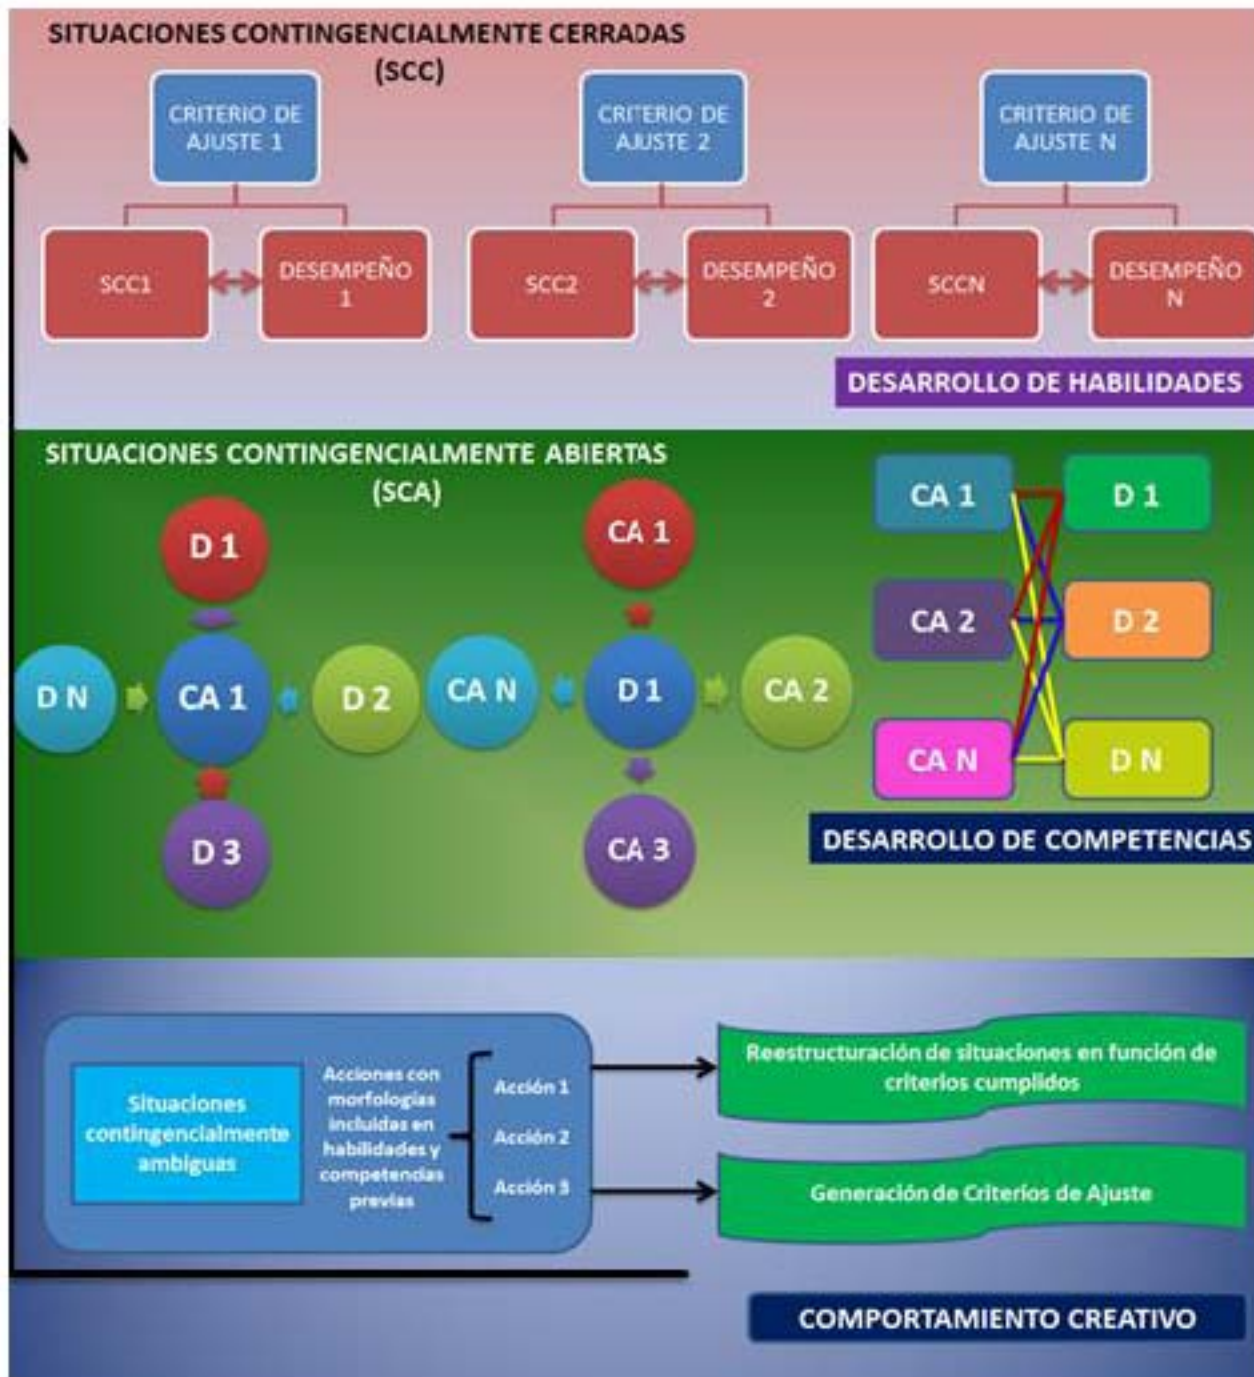 SITUACIONES CONTINGENCIALMENTE CERRADAS
(SCC)
CRITERIO DE
AJUSTE 1
CRITERIO DE
AJUSTE 2
CRITERIO DE
AJUSTE N
SCC1
DESEMPEÑO
1
SCC2
DESEMPEÑO
2
SCCN
DESEMPEÑO
N
DESARROLLO DE HABILIDADES
SITUACIONES CONTINGENCIALMENTE ABIERTAS
(SCA)
D 1
D N
CA 1
D 2
D 3
CA 1
CA N
D 1
CA 2
CA 3
CA 1
D 1
CA 2
D 2
CA N
D N
DESARROLLO DE COMPETENCIAS
Situaciones
contingencialmente
ambiguas
Acciones con
morfologías
incluidas en
habilidades y
competencias
previas
Acción 1
Acción 2
Acción 3
Reestructuración de situaciones en función de
criterios cumplidos
Generación de Criterios de Ajuste
COMPORTAMIENTO CREATIVO